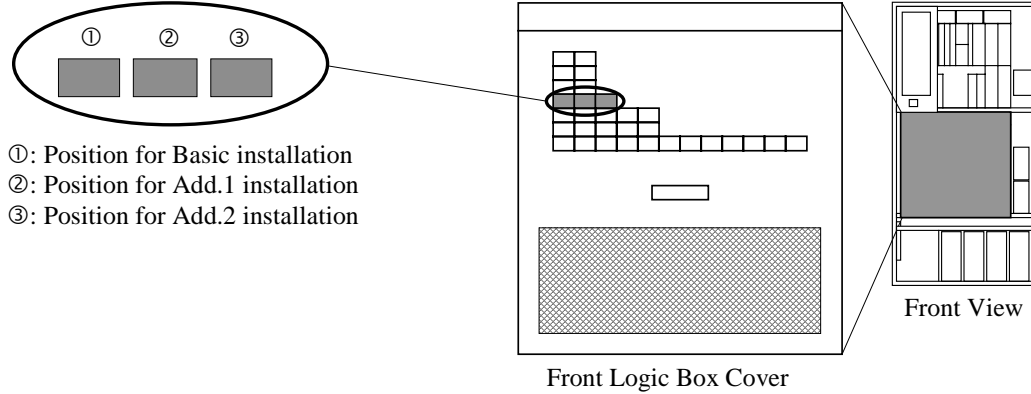 ① ② ③
①: Position for Basic installation
②: Position for Add.1 installation
③: Position for Add.2 installation
Front View
Front Logic Box Cover